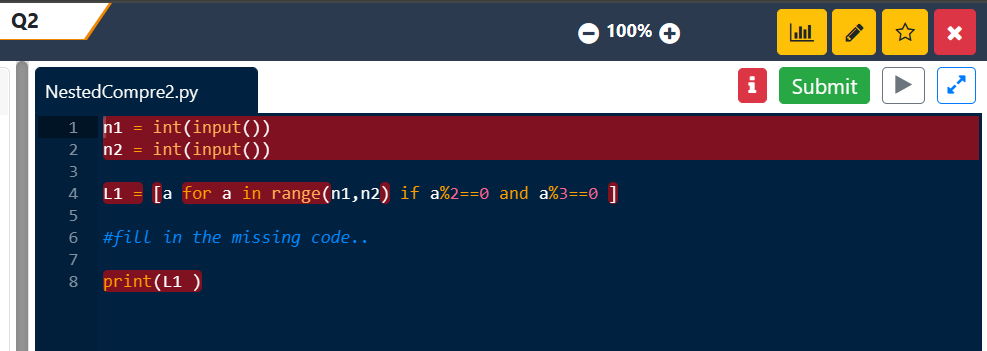 Q2
100%
NestedCompre2.py
Submit
1 n1 = int(input())
2 n2 = int(input())
3
4 L1 = [a for a in range(n1,n2) if a%2==0 and a%3==0 ]
5
6 #fill in the missing code..
7
8 print(L1 )